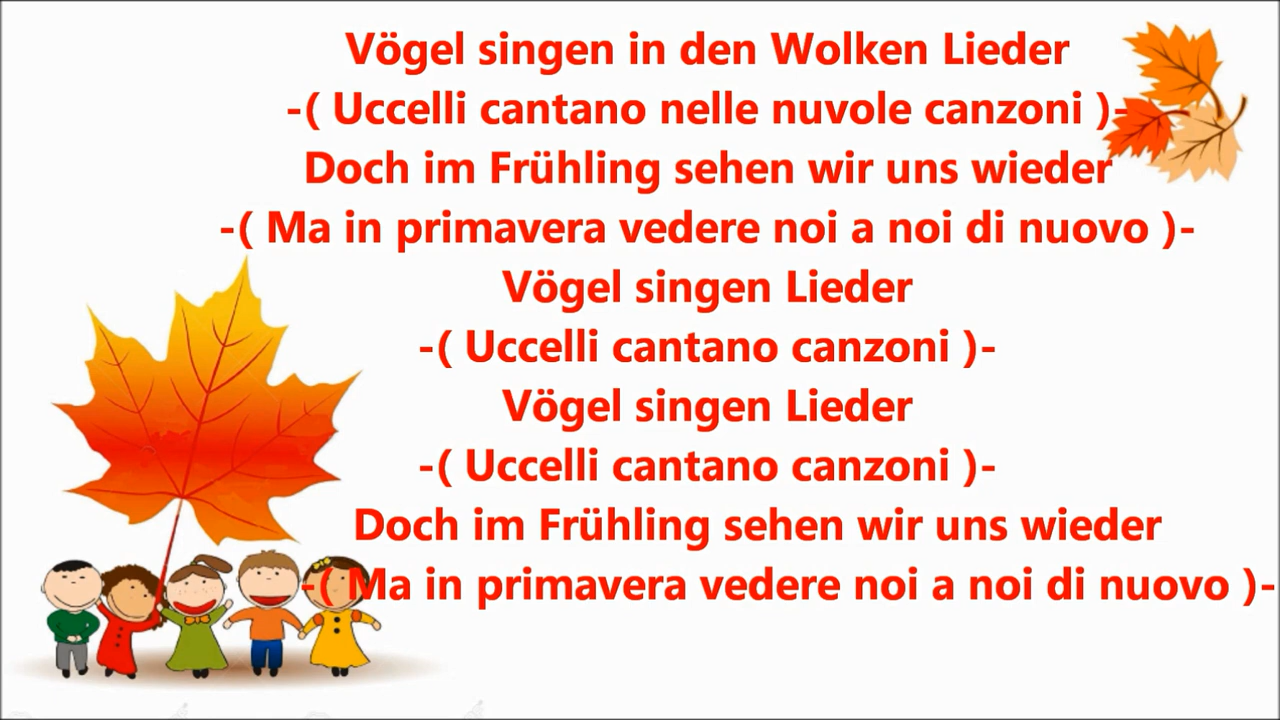 Vögel singen in den Wolken Lieder
-( Uccelli cantano nelle nuvole canzoni )-
Doch im Frühling sehen wir uns wieder
-( Ma in primavera vedere noi a noi di nuovo )-
Vögel singen Lieder
-( Uccelli cantano canzoni )-
Vögel singen Lieder
-( Uccelli cantano canzoni )-
Doch im Frühling sehen wir uns wieder
-( Ma in primavera vedere noi a noi di nuovo )-